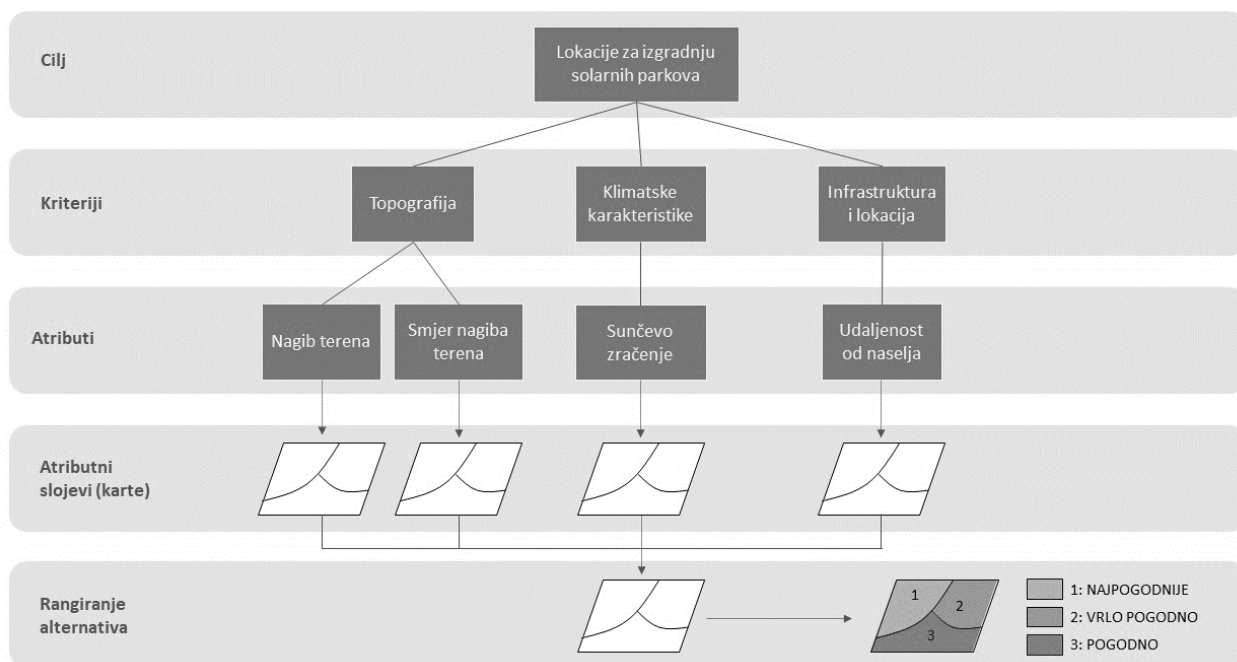 Cilj
Lokacije za izgradnju
solarnih parkova
Kriteriji
Topografija
Klimatske
karakteristike
Infrastruktura
i lokacija
Atributi
Nagib terena
Smjer nagiba
terena
Sunčevo
zračenje
Udaljenost
od naselja
Atributni
slojevi (karte)
Rangiranje
alternativa
1
2
3
1: NAJPOGODNIJE
2: VRLO POGODNO
3: POGODNO